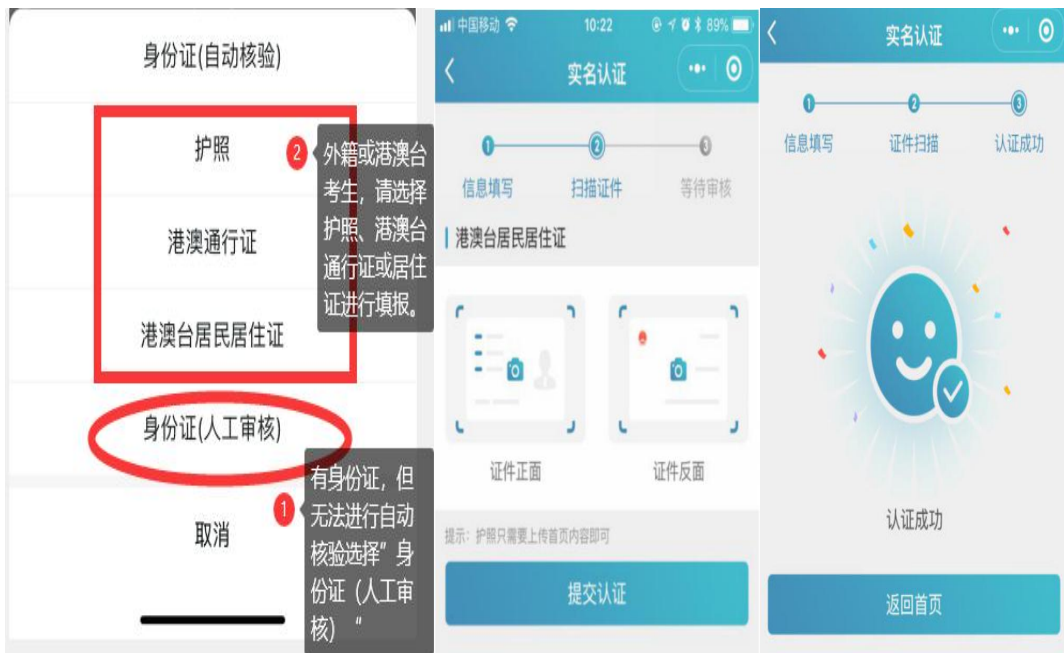 身份证(自动核验)
护照
港澳通行证
港澳台居民居住证
身份证(人工审核)
取消
2
外籍或港澳台
考生，请选择
护照、港澳台
通行证或居住
证进行填报。
1
有身份证，但
无法进行自动
核验选择”身
份证（人工审
核）“
中国移动
10:22
89%
实名认证
1
2
3
信息填写
扫描证件
等待审核
港澳台居民居住证
证件正面
证件反面
提示：护照只需要上传首页内容即可
提交认证
实名认证
1
2
3
信息填写
证件扫描
认证成功
认证成功
返回首页